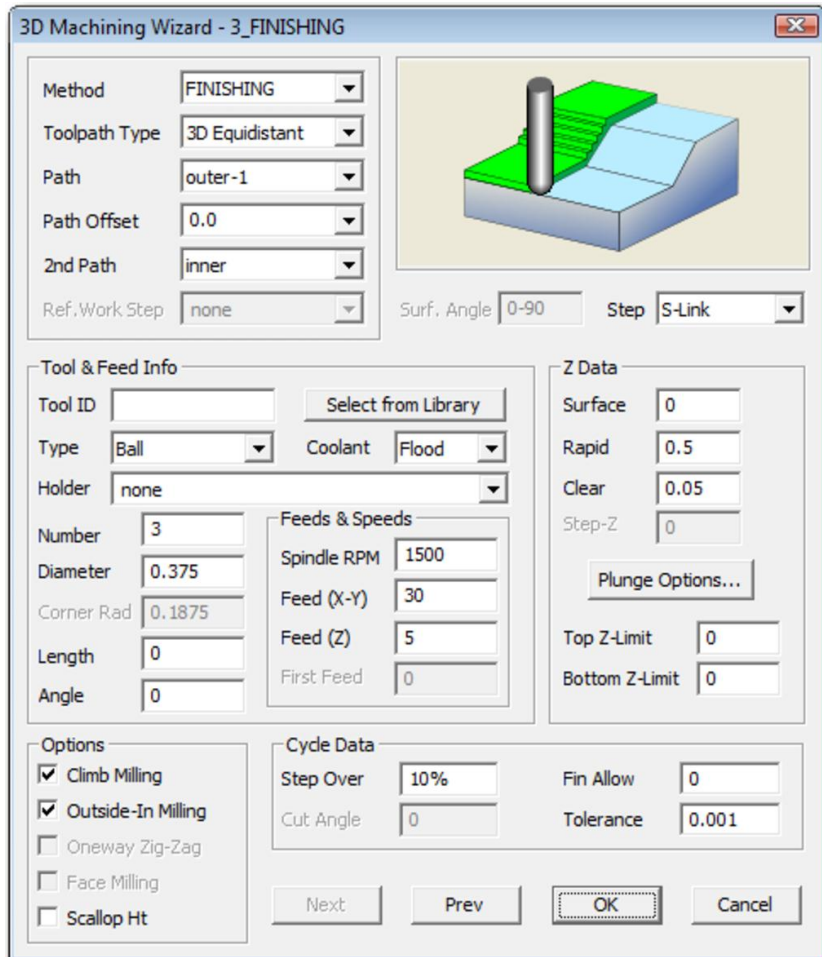 3D Machining Wizard - 3_FINISHING
Method FINISHING
Toolpath Type 3D Equidistant
Path outer-1
Path Offset 0.0
2nd Path inner
Ref.Work Step none
Surf. Angle 0-90 Step S-Link
Tool & Feed Info
Tool ID Select from Library
Type Ball Coolant Flood
Holder none
Number 3
Diameter 0.375
Corner Rad 0.1875
Length 0
Angle 0
Feeds & Speeds
Spindle RPM 1500
Feed (X-Y) 30
Feed (Z) 5
First Feed 0
Z Data
Surface 0
Rapid 0.5
Clear 0.05
Step-Z 0
Plunge Options...
Top Z-Limit 0
Bottom Z-Limit 0
Options
Climb Milling
Outside-In Milling
Oneway Zig-Zag
Face Milling
Scallop Ht
Cycle Data
Step Over 10% Fin Allow 0
Cut Angle 0 Tolerance 0.001
Next Prev OK Cancel